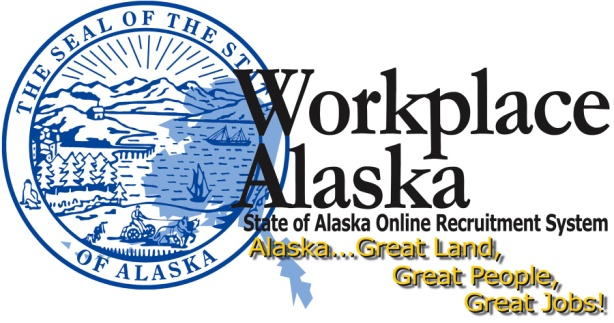 THE SEAL OF THE STATE
OF ALASKA
Workplace
Alaska
State of Alaska Online Recruitment System
Alaska...Great Land,
Great People,
Great Jobs!